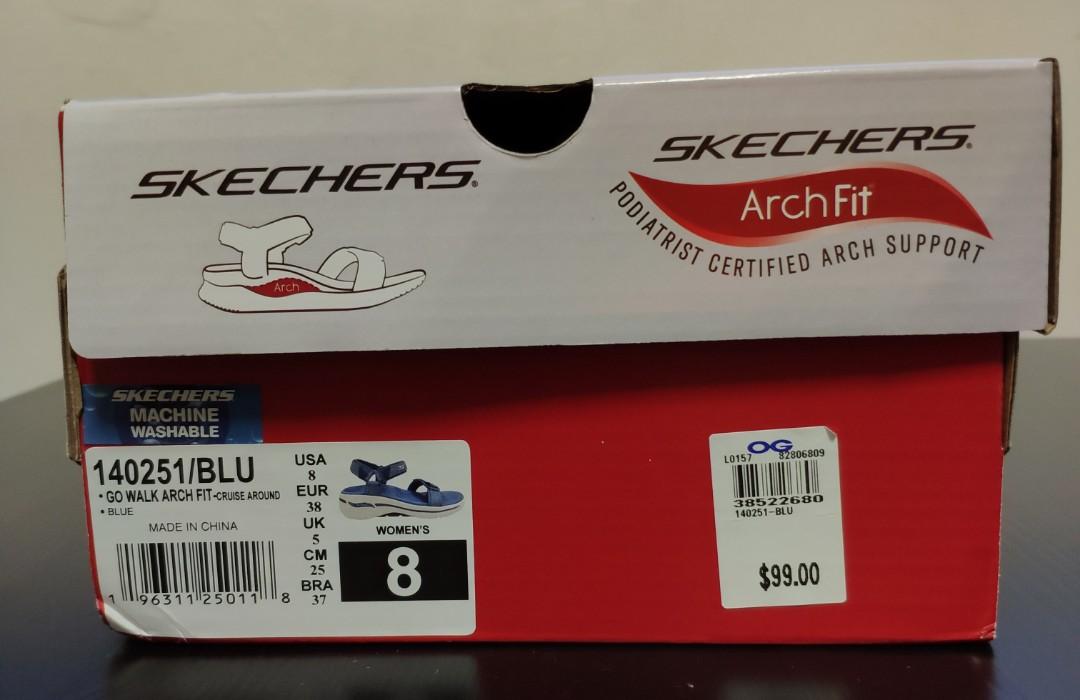 SKECHERS®
Arch
SKECHERS®
Arch Fit
PODIATRIST CERTIFIED ARCH SUPPORT
SKECHERS
MACHINE
WASHABLE
140251/BLU
• GO WALK ARCH FIT-CRUISE AROUND
• BLUE
MADE IN CHINA
1 96311 25011 8
USA
8
EUR
38
UK
5
CM
25
BRA
37
WOMEN'S
8
OG
L0157 82806809
38522680
140251-BLU
$99.00